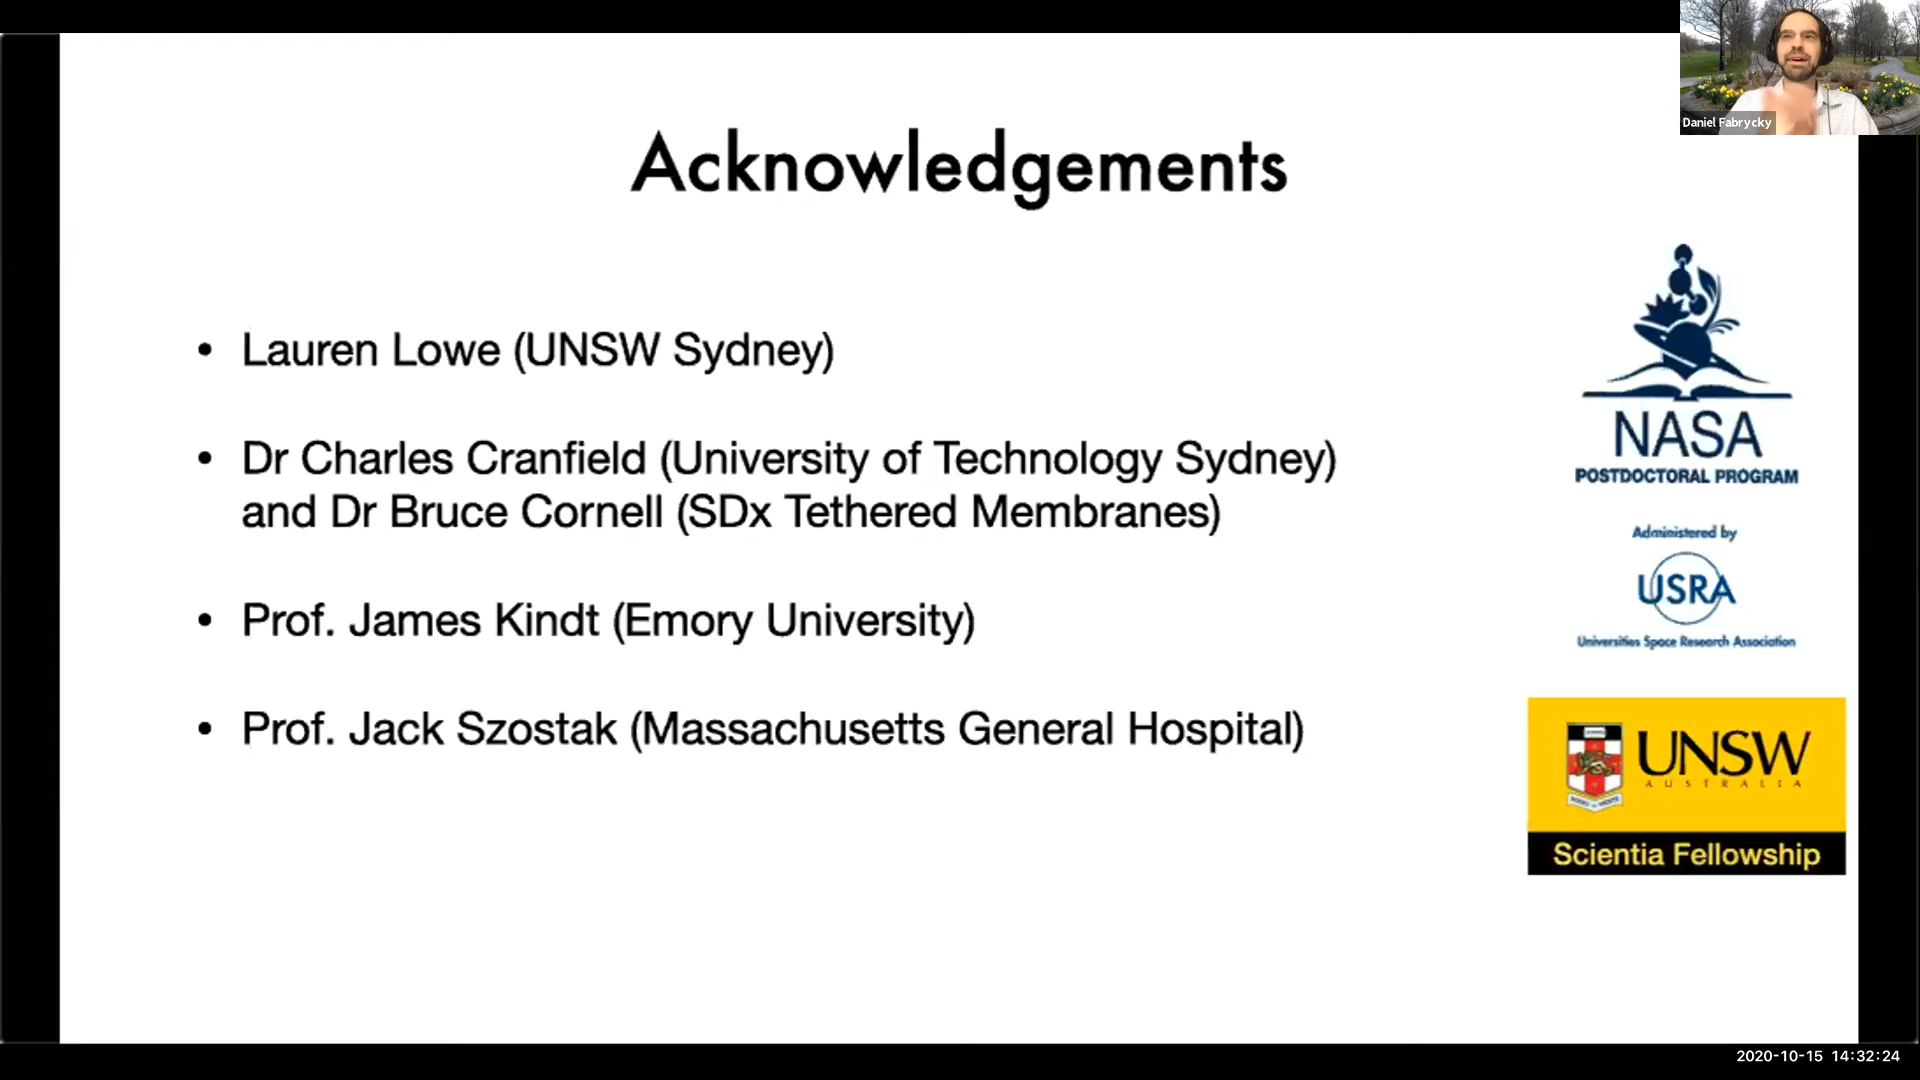 Daniel Fabrycky
Acknowledgements
• Lauren Lowe (UNSW Sydney)
• Dr Charles Cranfield (University of Technology Sydney)
and Dr Bruce Cornell (SDx Tethered Membranes)
• Prof. James Kindt (Emory University)
• Prof. Jack Szostak (Massachusetts General Hospital)
NASA
POSTDOCTORAL PROGRAM
Administered by
USRA
Universities Space Research Association
UNSW
AUSTRALIA
Scientia Fellowship
2020-10-15 14:32:24